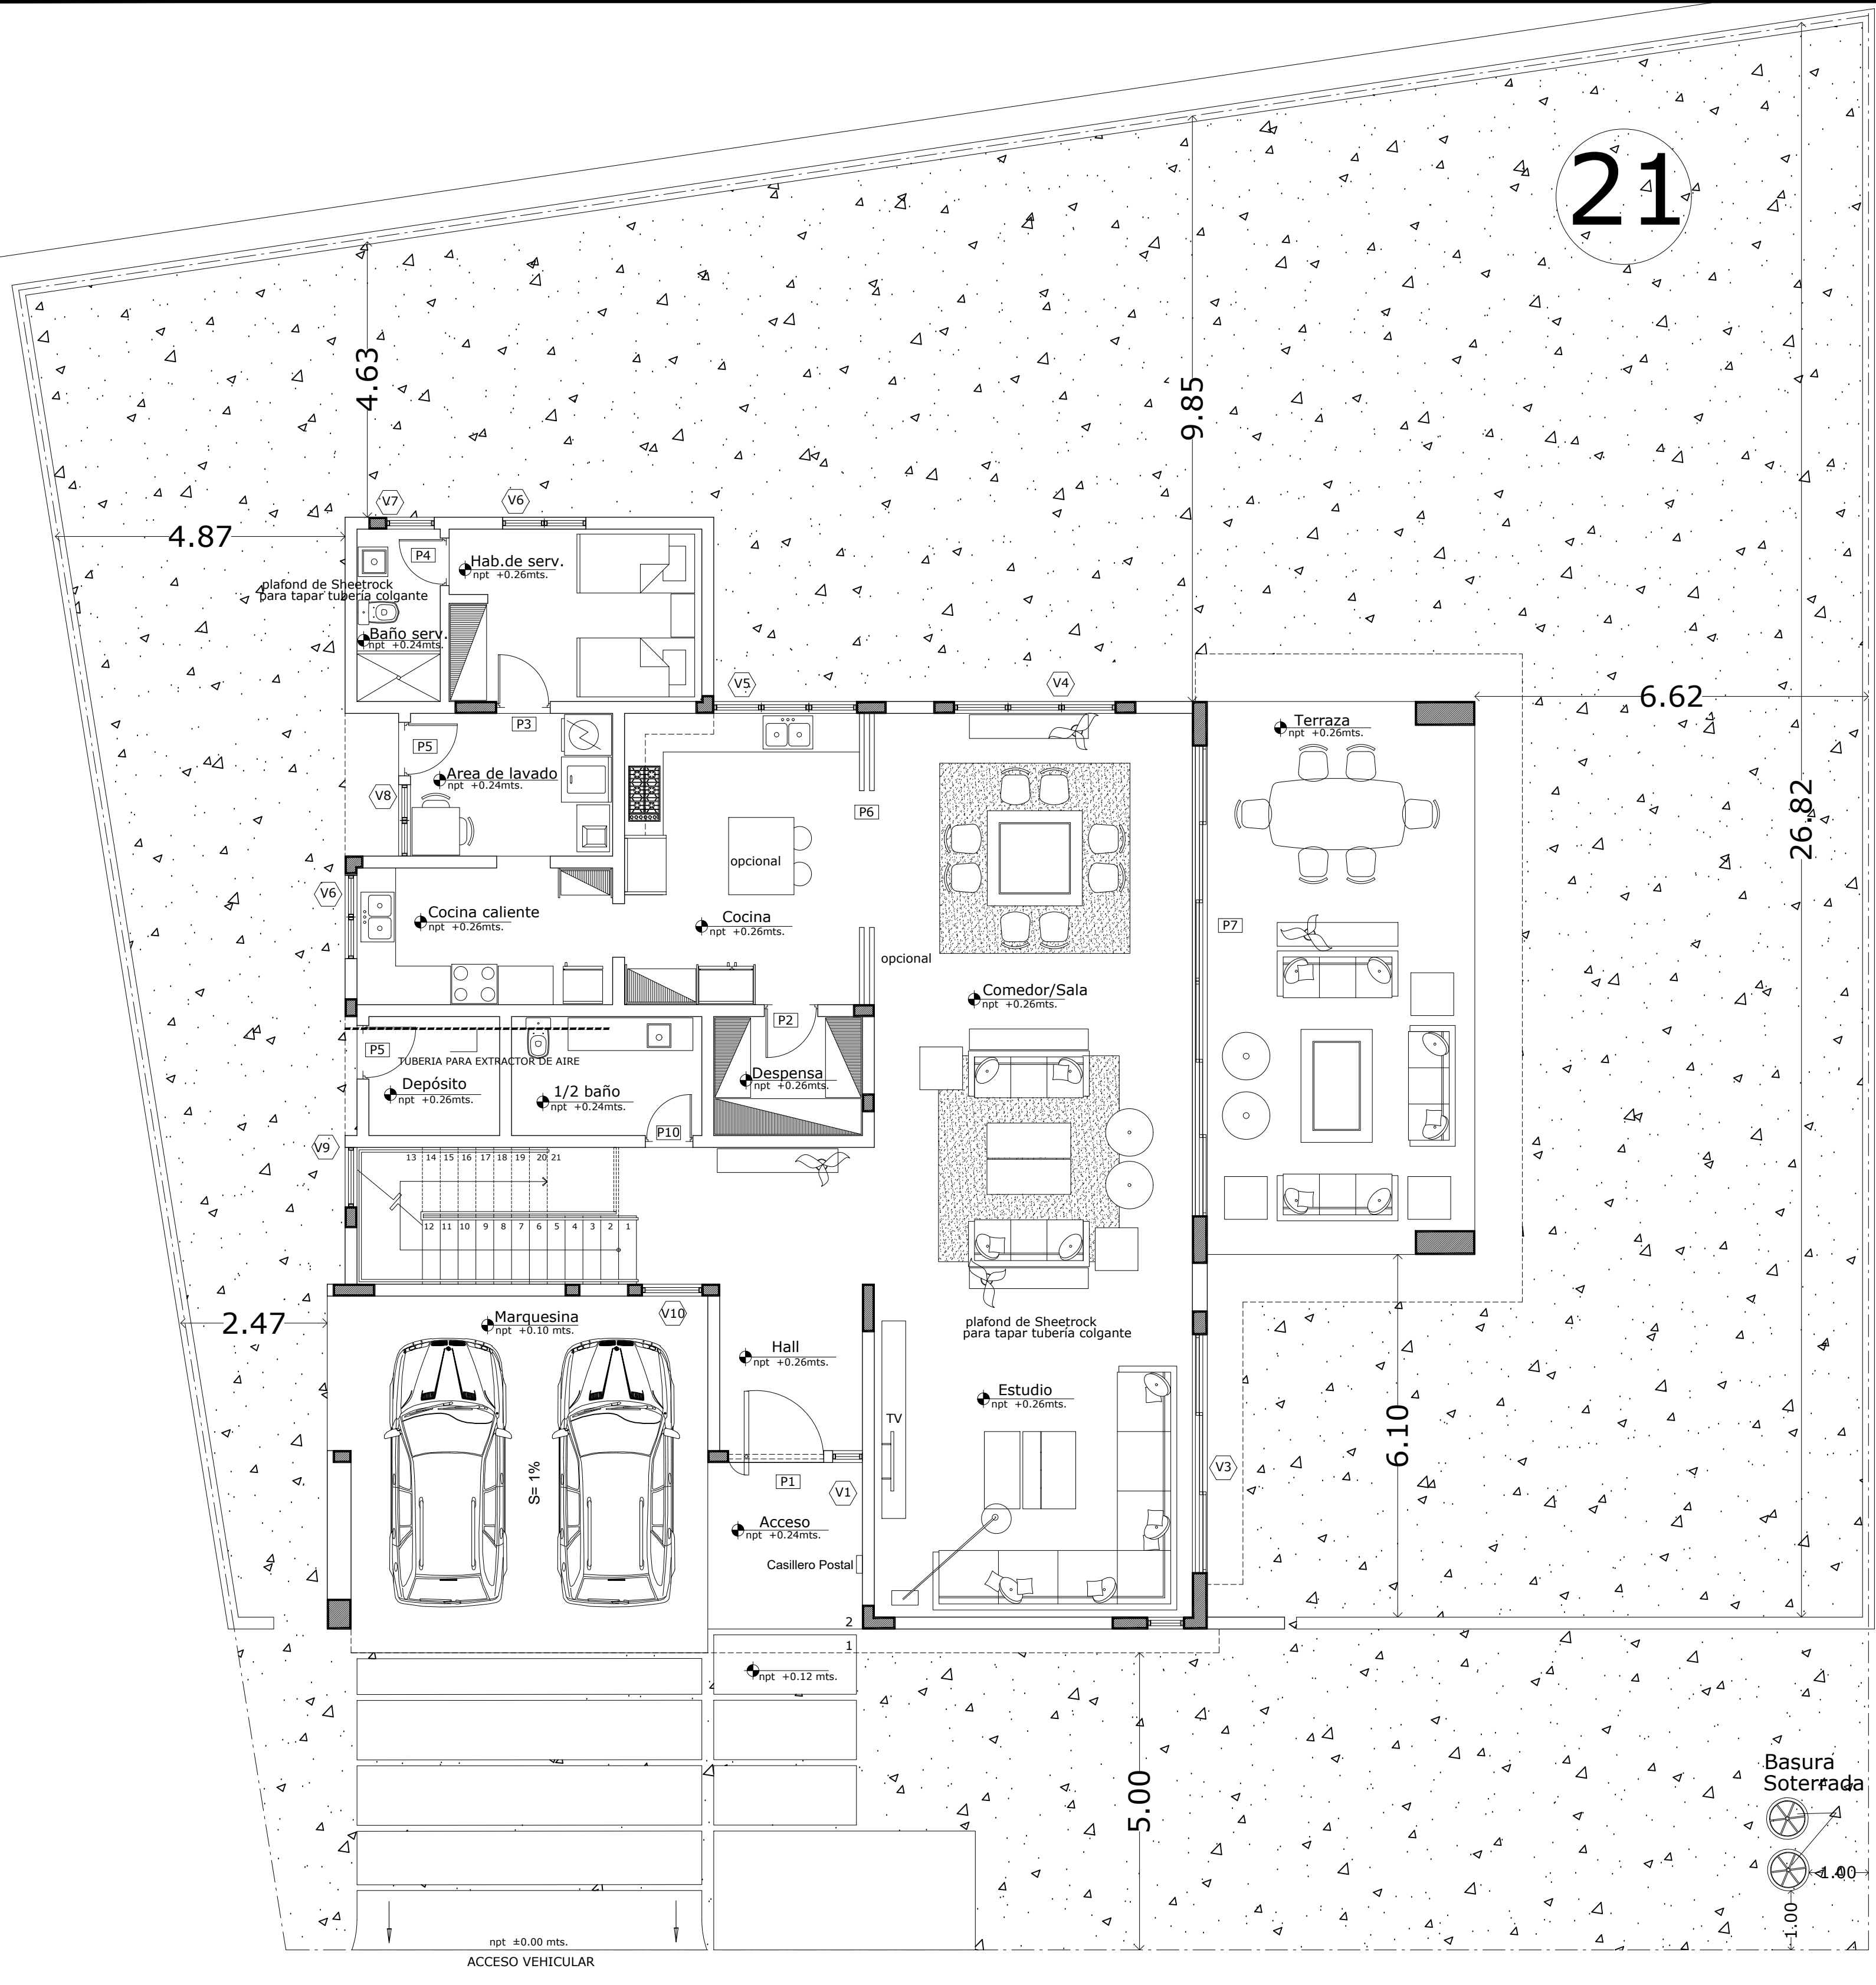 21
4.63
9.85
4.87
V7
V6
P4
Hab.de serv.
npt +0.26mts.
plafond de Sheetrock
para tapar tubería colgante
Baño serv.
npt +0.24mts.
V5
V4
6.62
P3
Terraza
npt +0.26mts.
P5
Area de lavado
npt +0.24mts.
V8
P6
26.82
opcional
V6
Cocina caliente
npt +0.26mts.
Cocina
npt +0.26mts.
P7
opcional
Comedor/Sala
npt +0.26mts.
P2
P5
TUBERIA PARA EXTRACTOR DE AIRE
Depósito
npt +0.26mts.
1/2 baño
npt +0.24mts.
Despensa
npt +0.26mts.
P10
V9
13 14 15 16 17 18 19 20 21
12 11 10 9 8 7 6 5 4 3 2 1
2.47
Marquesina
npt +0.10 mts.
V10
plafond de Sheetrock
para tapar tubería colgante
Hall
npt +0.26mts.
Estudio
npt +0.26mts.
TV
6.10
S= 1%
P1
V1
V3
Acceso
npt +0.24mts.
Casillero Postal
2
1
npt +0.12 mts.
5.00
Basura
Soterrada
1.00
1.00
npt ±0.00 mts.
ACCESO VEHICULAR